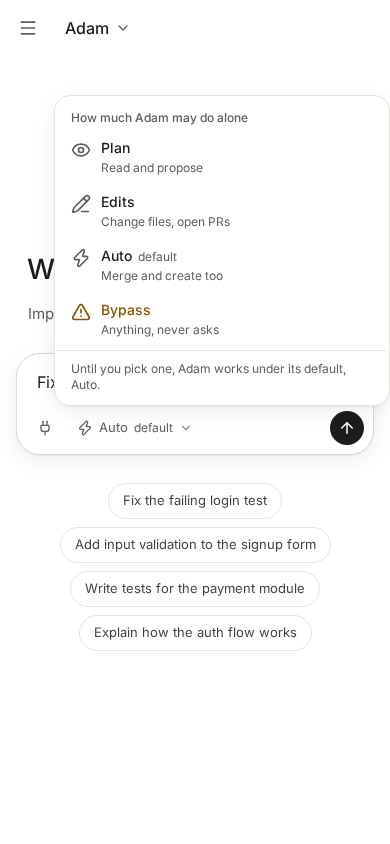 Adam
How much Adam may do alone
Plan
Read and propose
Edits
Change files, open PRs
Auto default
Merge and create too
Bypass
Anything, never asks
Until you pick one, Adam works under its default,
Auto.
Auto default
Fix the failing login test
Add input validation to the signup form
Write tests for the payment module
Explain how the auth flow works